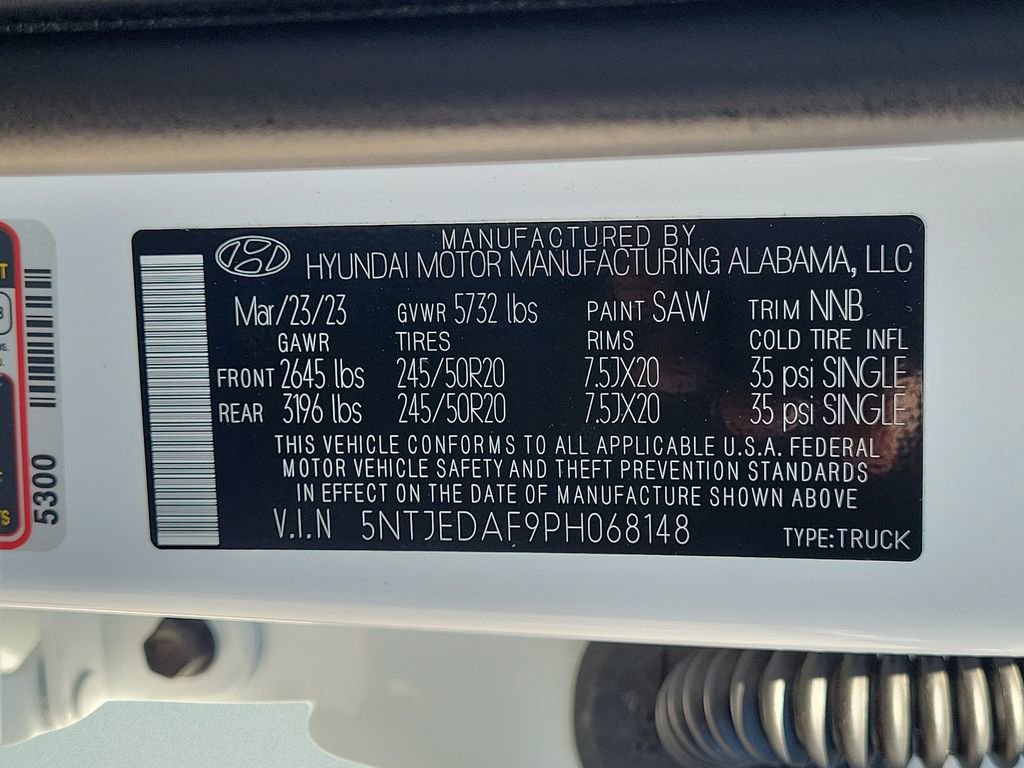 MANUFACTURED BY
HYUNDAI MOTOR MANUFACTURING ALABAMA, LLC
Mar/23/23 GVWR 5732 lbs PAINT SAW TRIM NNB
GAWR TIRES RIMS COLD TIRE INFL
FRONT 2645 lbs 245/50R20 7.5JX20 35 psi SINGLE
REAR 3196 lbs 245/50R20 7.5JX20 35 psi SINGLE
THIS VEHICLE CONFORMS TO ALL APPLICABLE U.S.A. FEDERAL
MOTOR VEHICLE SAFETY AND THEFT PREVENTION STANDARDS
IN EFFECT ON THE DATE OF MANUFACTURE SHOWN ABOVE
V.I.N 5NTJEDAF9PH068148 TYPE:TRUCK
5300